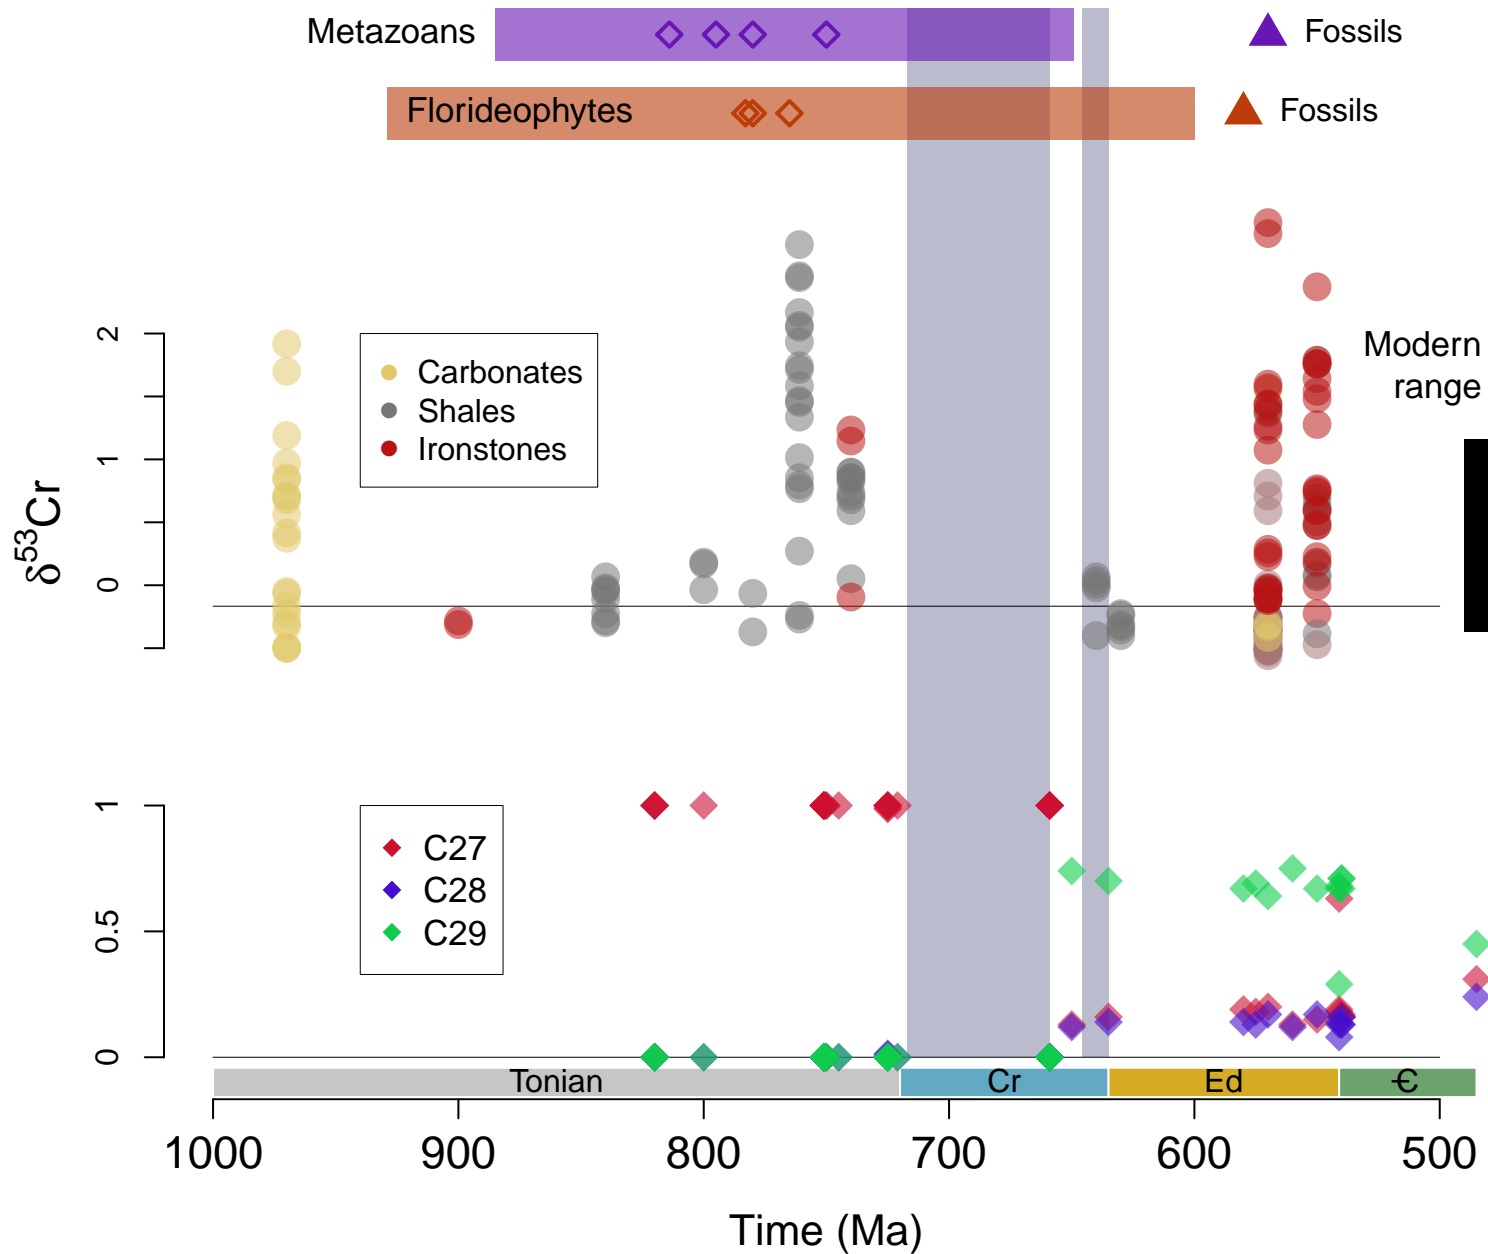 Metazoans
Fossils
Florideophytes
Fossils
δ53Cr
2
1
0
Carbonates
Shales
Ironstones
Modern
range
1
0.5
0
C27
C28
C29
Tonian
Cr
Ed
Ꞓ
1000 900 800 700 600 500
Time (Ma)